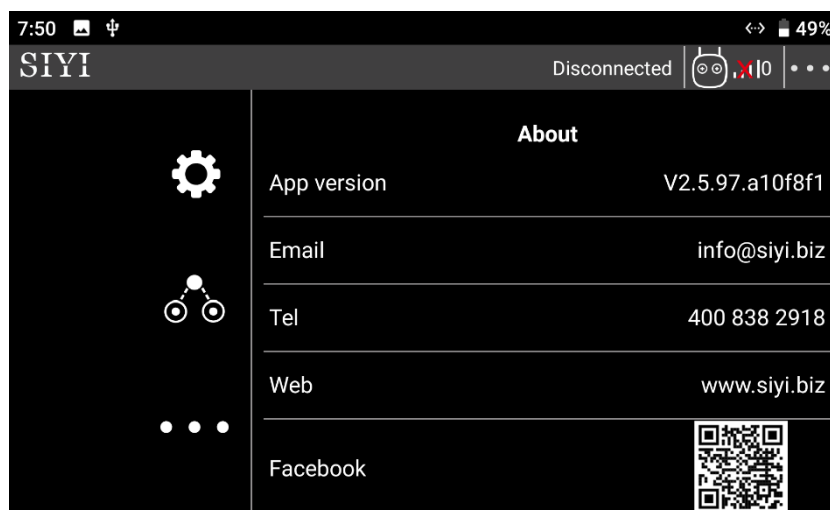 7:50 49%
SIYI Disconnected 0
About
App version V2.5.97.a10f8f1
Email info@siyi.biz
Tel 400 838 2918
Web www.siyi.biz
Facebook